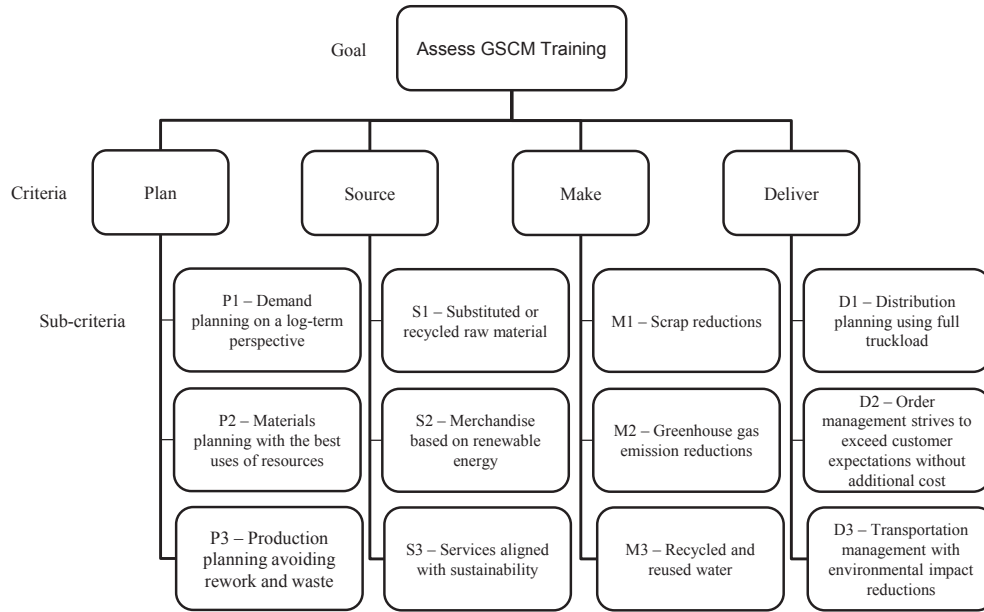 Goal
Assess GSCM Training
Criteria
Plan
Source
Make
Deliver
Sub-criteria
P1 – Demand
planning on a log-term
perspective
S1 – Substituted or
recycled raw material
M1 – Scrap reductions
D1 – Distribution
planning using full
truckload
P2 – Materials
planning with the best
uses of resources
S2 – Merchandise
based on renewable
energy
M2 – Greenhouse gas
emission reductions
D2 – Order
management strives to
exceed customer
expectations without
additional cost
P3 – Production
planning avoiding
rework and waste
S3 – Services aligned
with sustainability
M3 – Recycled and
reused water
D3 – Transportation
management with
environmental impact
reductions